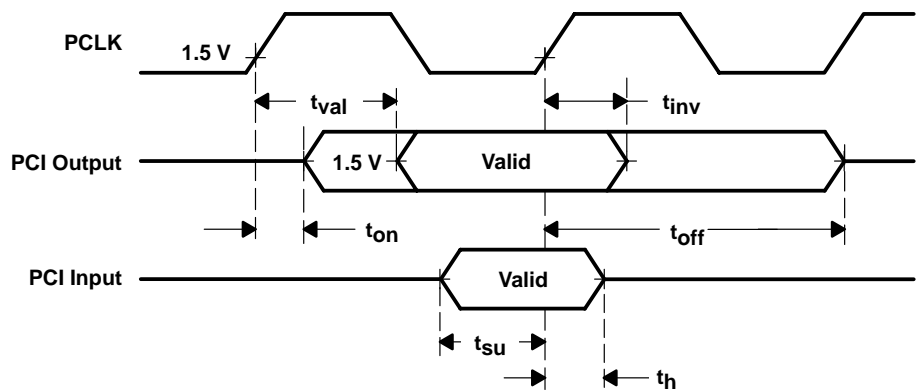 PCLK
1.5 V
tval
tinv
PCI Output
1.5 V
Valid
ton
toff
PCI Input
Valid
tsu
th